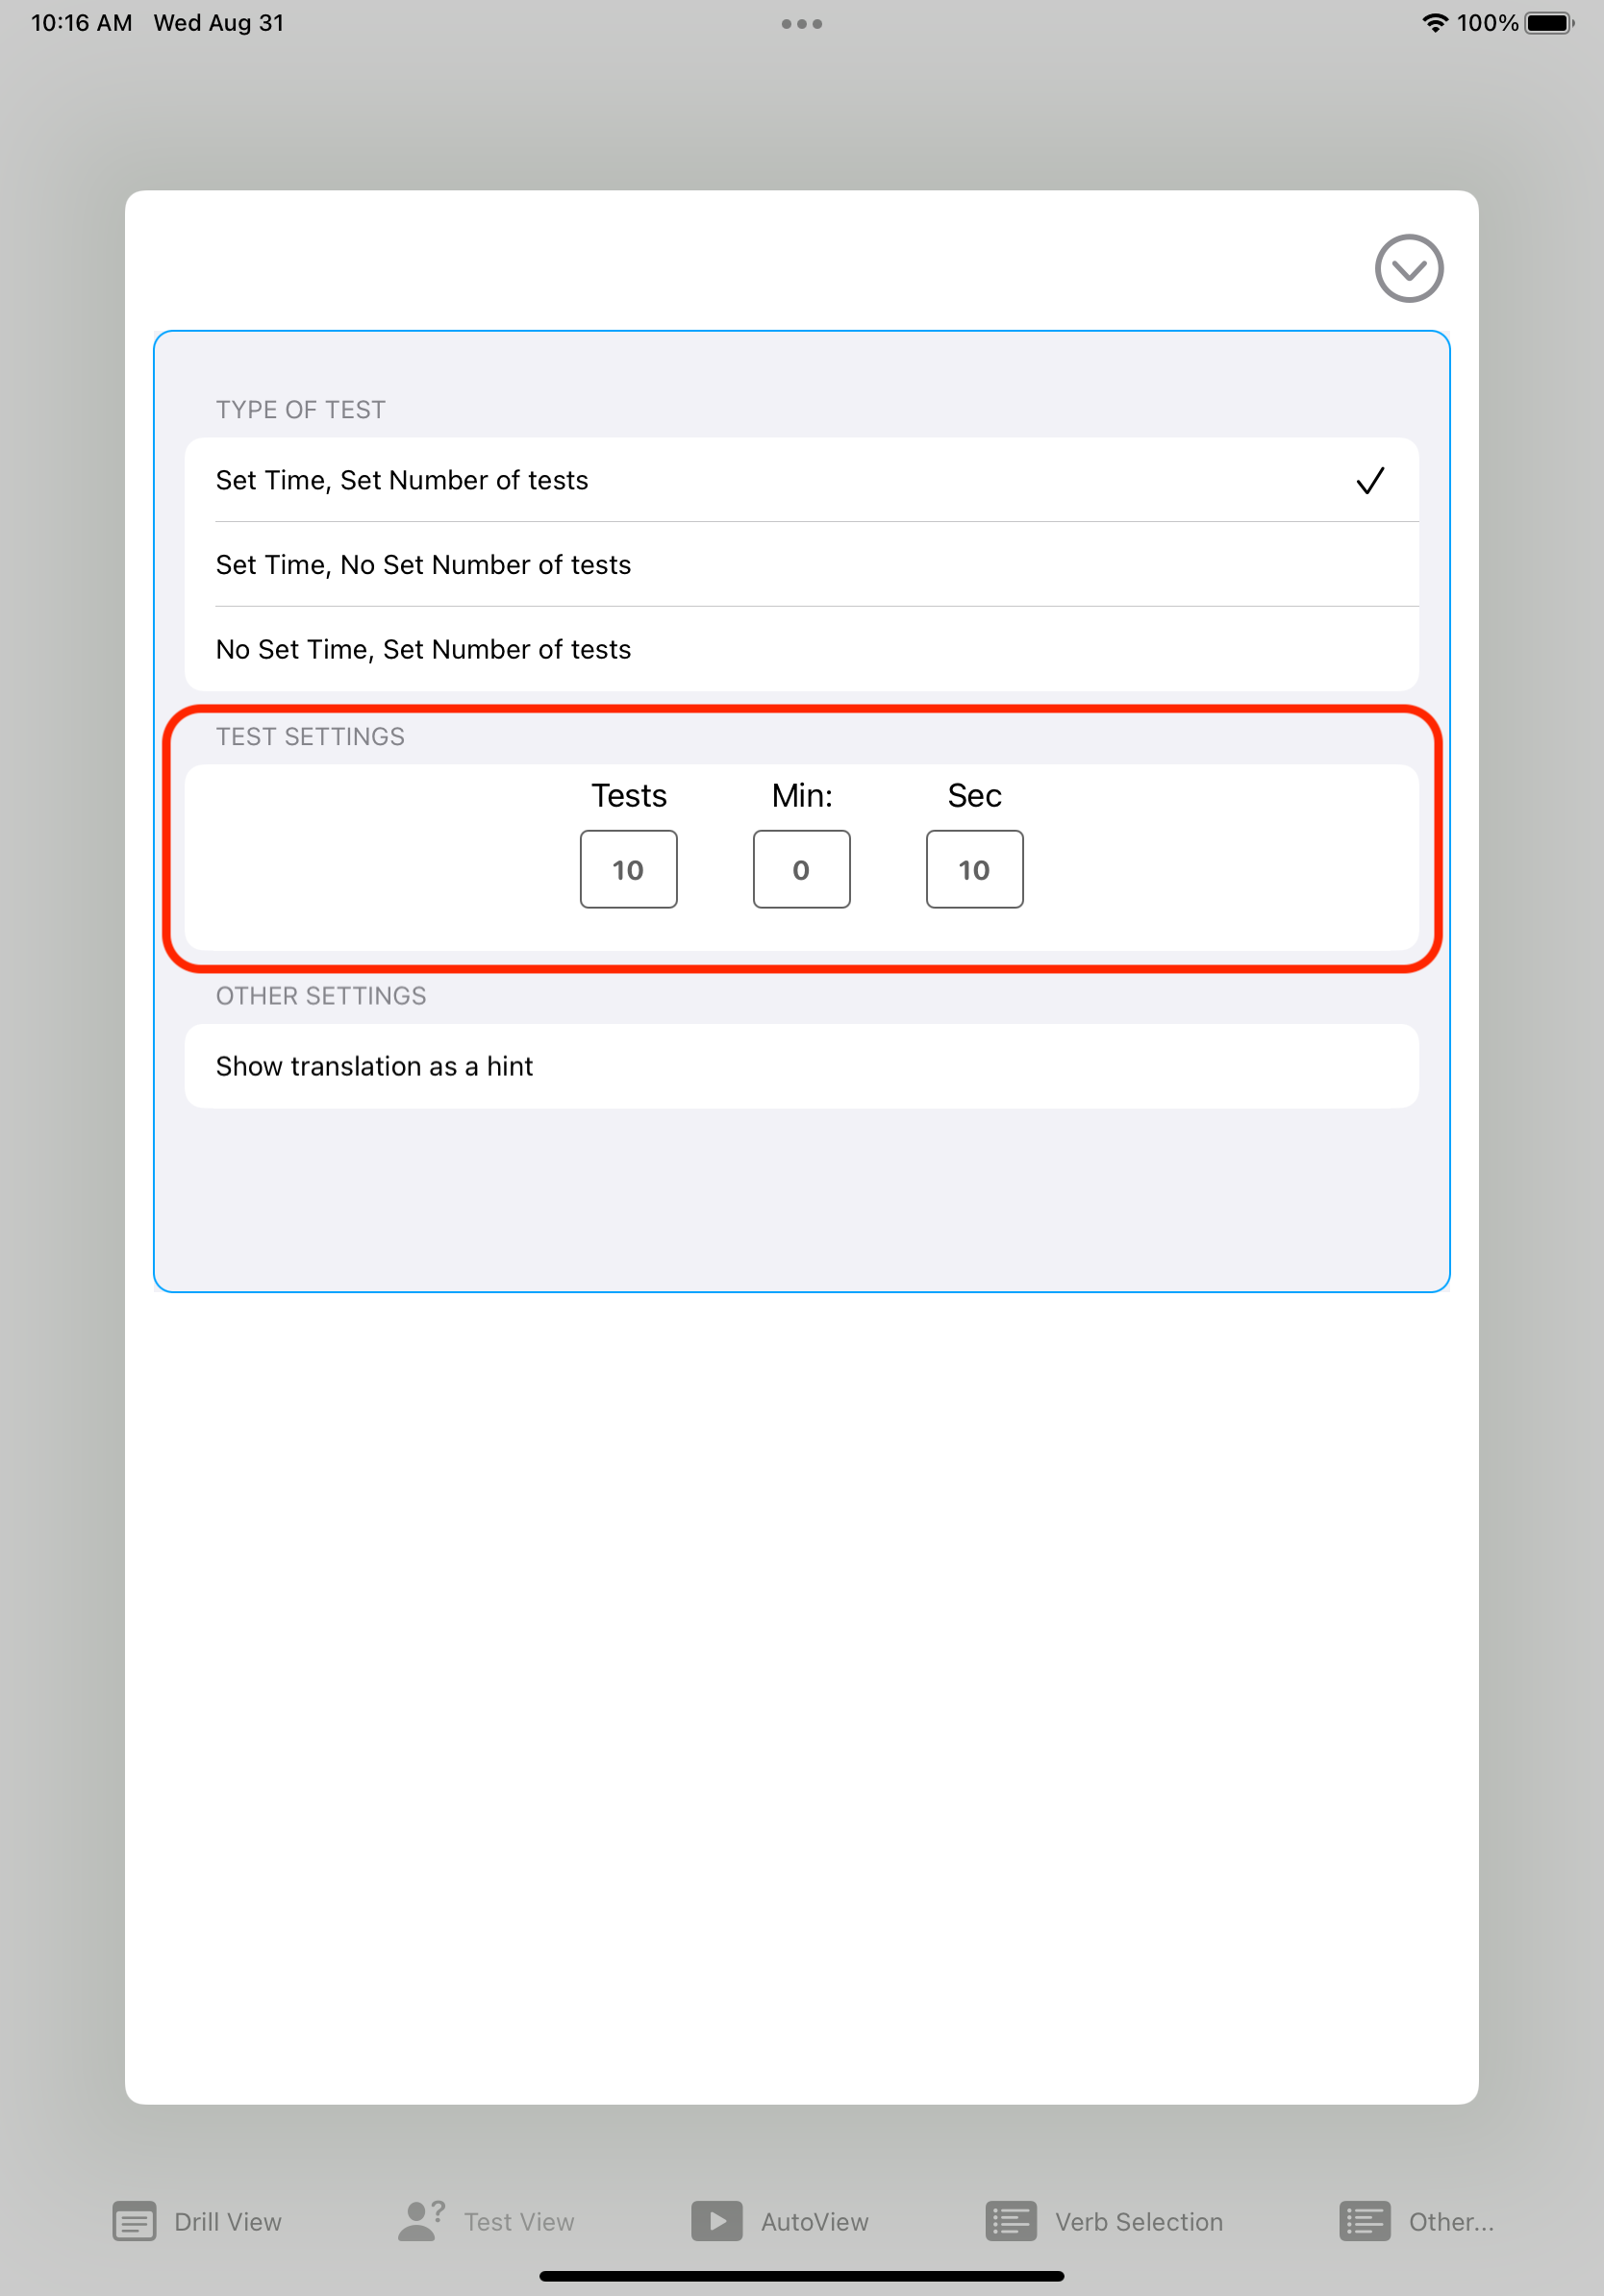 10:16 AM Wed Aug 31
100%
TYPE OF TEST
Set Time, Set Number of tests
Set Time, No Set Number of tests
No Set Time, Set Number of tests
TEST SETTINGS
Tests Min: Sec
10 0 10
OTHER SETTINGS
Show translation as a hint
Drill View ? Test View AutoView Verb Selection Other...